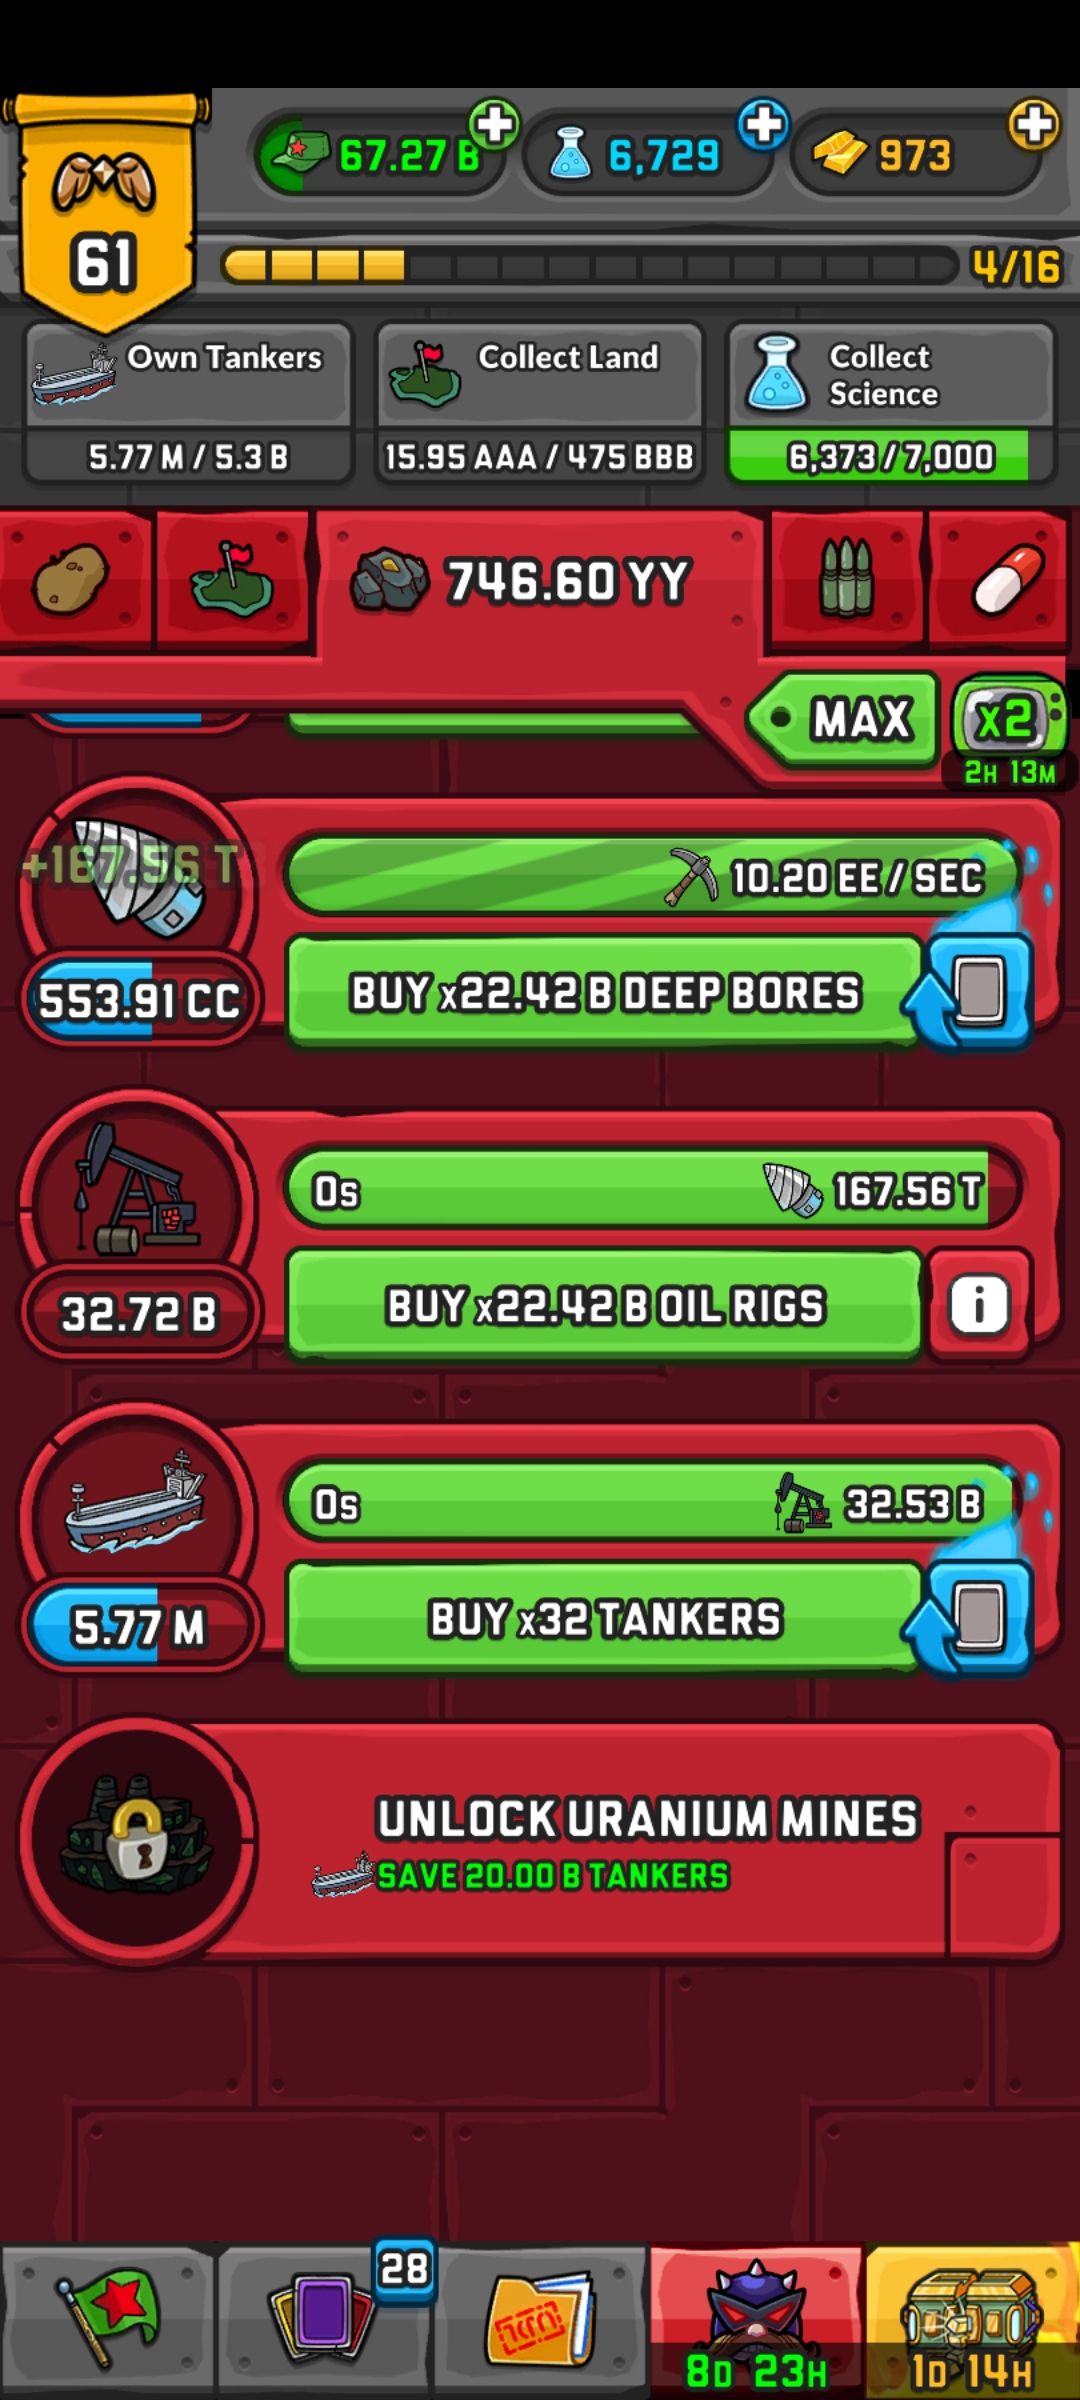 67.27 B
6,729
973
61
4/16
Own Tankers
5.77 M / 5.3 B
Collect Land
15.95 AAA / 475 BBB
Collect
Science
6,373 / 7,000
746.60 YY
MAX
x2
2H 13M
+167.56 T
10.20 EE / SEC
553.91 CC
BUY x22.42 B DEEP BORES
0s
167.56 T
32.72 B
BUY x22.42 B OIL RIGS
i
0s
32.53 B
5.77 M
BUY x32 TANKERS
UNLOCK URANIUM MINES
SAVE 20.00 B TANKERS
28
8D 23H
1D 14H